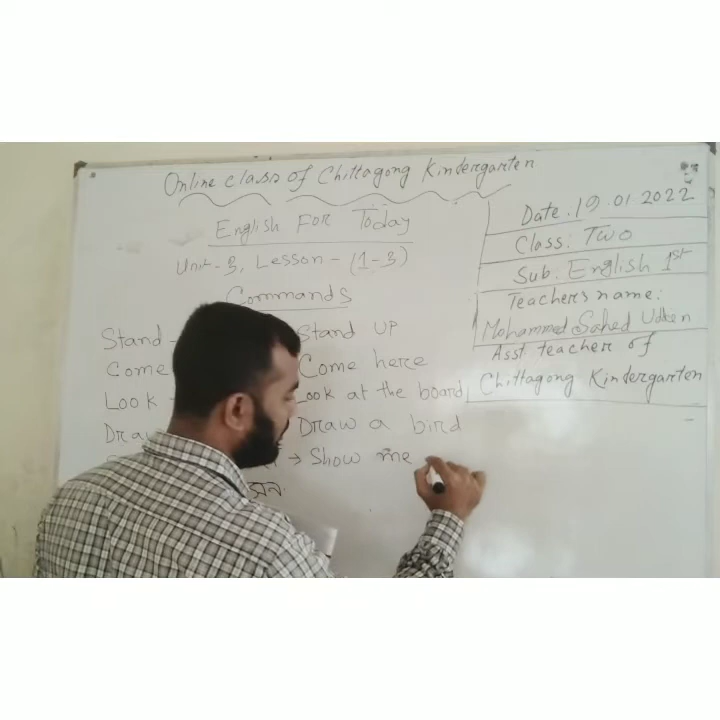 Online class of Chittagong Kindergarten
English For Today
Unit-3, Lesson-(1-3)
Commands
Stand - Stand UP
Come Come here
Look - Look at the board
Draw Draw a bird
→ Show me
Date. 19.01.2022
Class: Two
Sub: English 1st
Teachers name:
Mohammed Sahed Udden
Asst teacher of
Chittagong Kindergarten